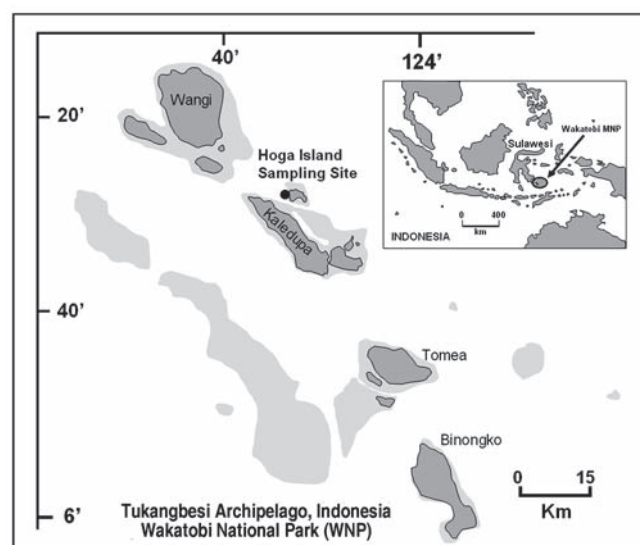 40'
124'
20'
40'
6'
Wangi
Hoga Island
Sampling Site
Kaledupa
Tomea
Binongko
0 15
Km
Tukangbesi Archipelago, Indonesia
Wakatobi National Park (WNP)
Sulawesi
Wakatobi MNP
0 400
km
INDONESIA